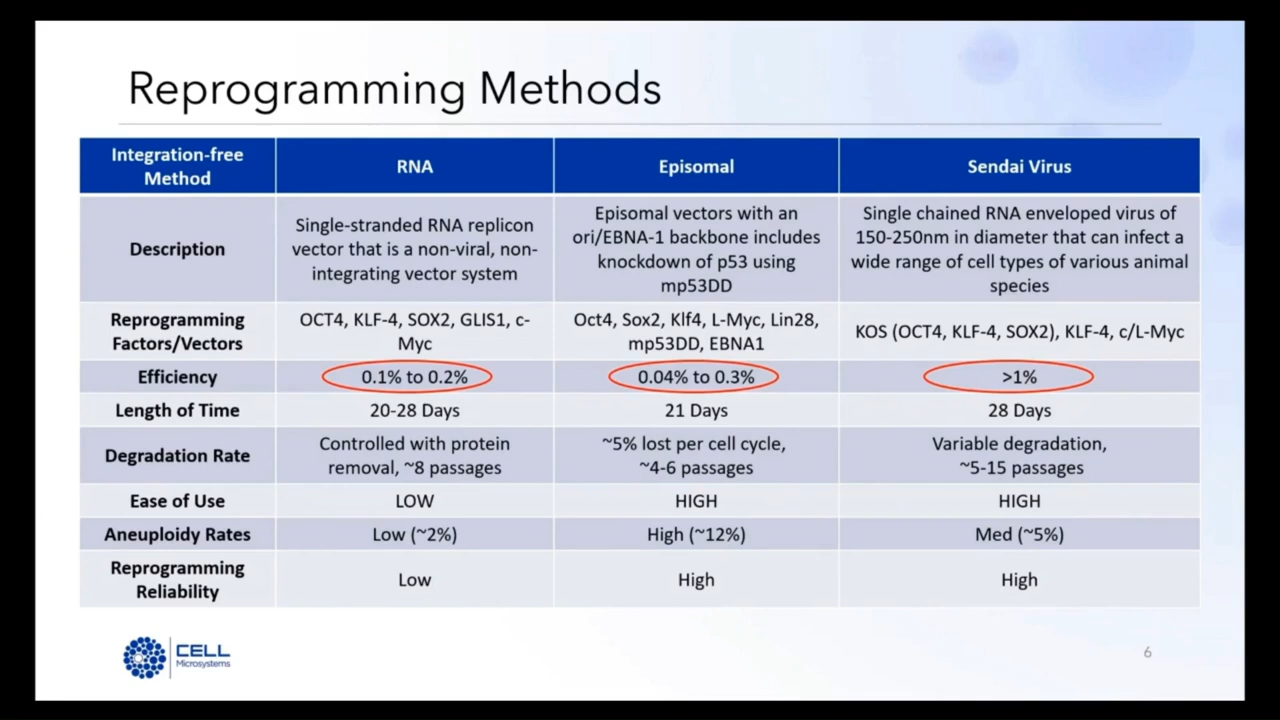 Reprogramming Methods
Integration-free
Method
RNA
Episomal
Sendai Virus
Description
Single-stranded RNA replicon
vector that is a non-viral, non-
integrating vector system
Episomal vectors with an
ori/EBNA-1 backbone includes
knockdown of p53 using
mp53DD
Single chained RNA enveloped virus of
150-250nm in diameter that can infect a
wide range of cell types of various animal
species
Reprogramming
Factors/Vectors
OCT4, KLF-4, SOX2, GLIS1, c-
Myc
Oct4, Sox2, Klf4, L-Myc, Lin28,
mp53DD, EBNA1
KOS (OCT4, KLF-4, SOX2), KLF-4, c/L-Myc
Efficiency
0.1% to 0.2%
0.04% to 0.3%
>1%
Length of Time
20-28 Days
21 Days
28 Days
Degradation Rate
Controlled with protein
removal, ~8 passages
~5% lost per cell cycle,
~4-6 passages
Variable degradation,
~5-15 passages
Ease of Use
LOW
HIGH
HIGH
Aneuploidy Rates
Low (~2%)
High (~12%)
Med (~5%)
Reprogramming
Reliability
Low
High
High
CELL
Microsystems
6